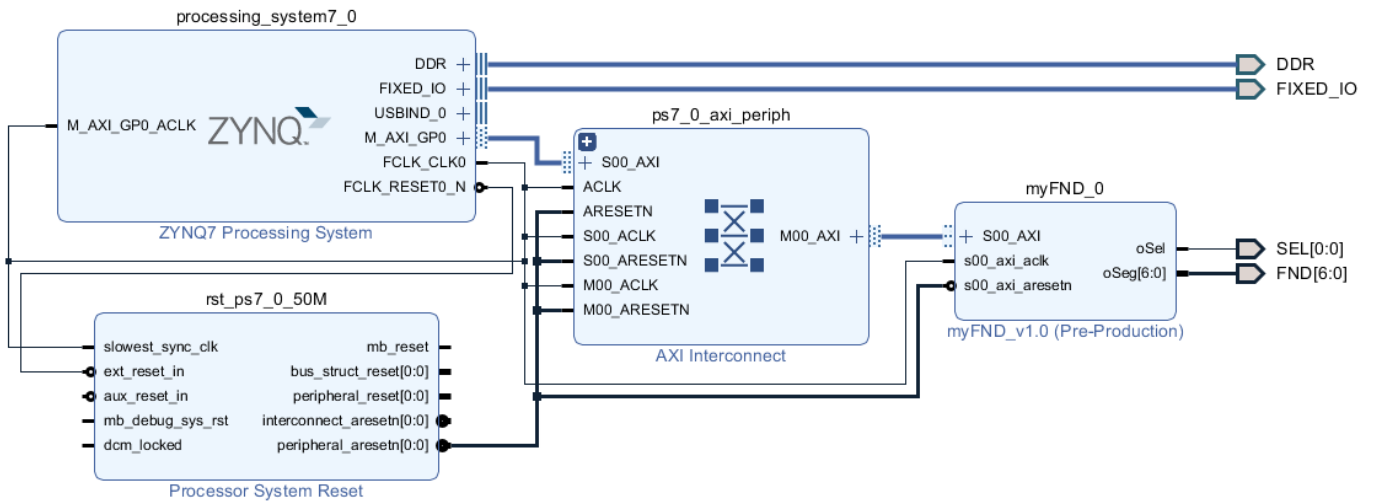 processing_system7_0
DDR
FIXED_IO
USBIND_0
M_AXI_GP0_ACLK
ZYNQ
M_AXI_GP0
FCLK_CLK0
FCLK_RESET0_N
ZYNQ7 Processing System
DDR
FIXED_IO
ps7_0_axi_periph
S00_AXI
ACLK
ARESETN
S00_ACLK
M00_AXI
S00_ARESETN
M00_ACLK
M00_ARESETN
AXI Interconnect
myFND_0
S00_AXI
oSel
s00_axi_aclk
oSeg[6:0]
s00_axi_aresetn
myFND_v1.0 (Pre-Production)
SEL[0:0]
FND[6:0]
rst_ps7_0_50M
slowest_sync_clk
mb_reset
ext_reset_in
bus_struct_reset[0:0]
aux_reset_in
peripheral_reset[0:0]
mb_debug_sys_rst
interconnect_aresetn[0:0]
dcm_locked
peripheral_aresetn[0:0]
Processor System Reset